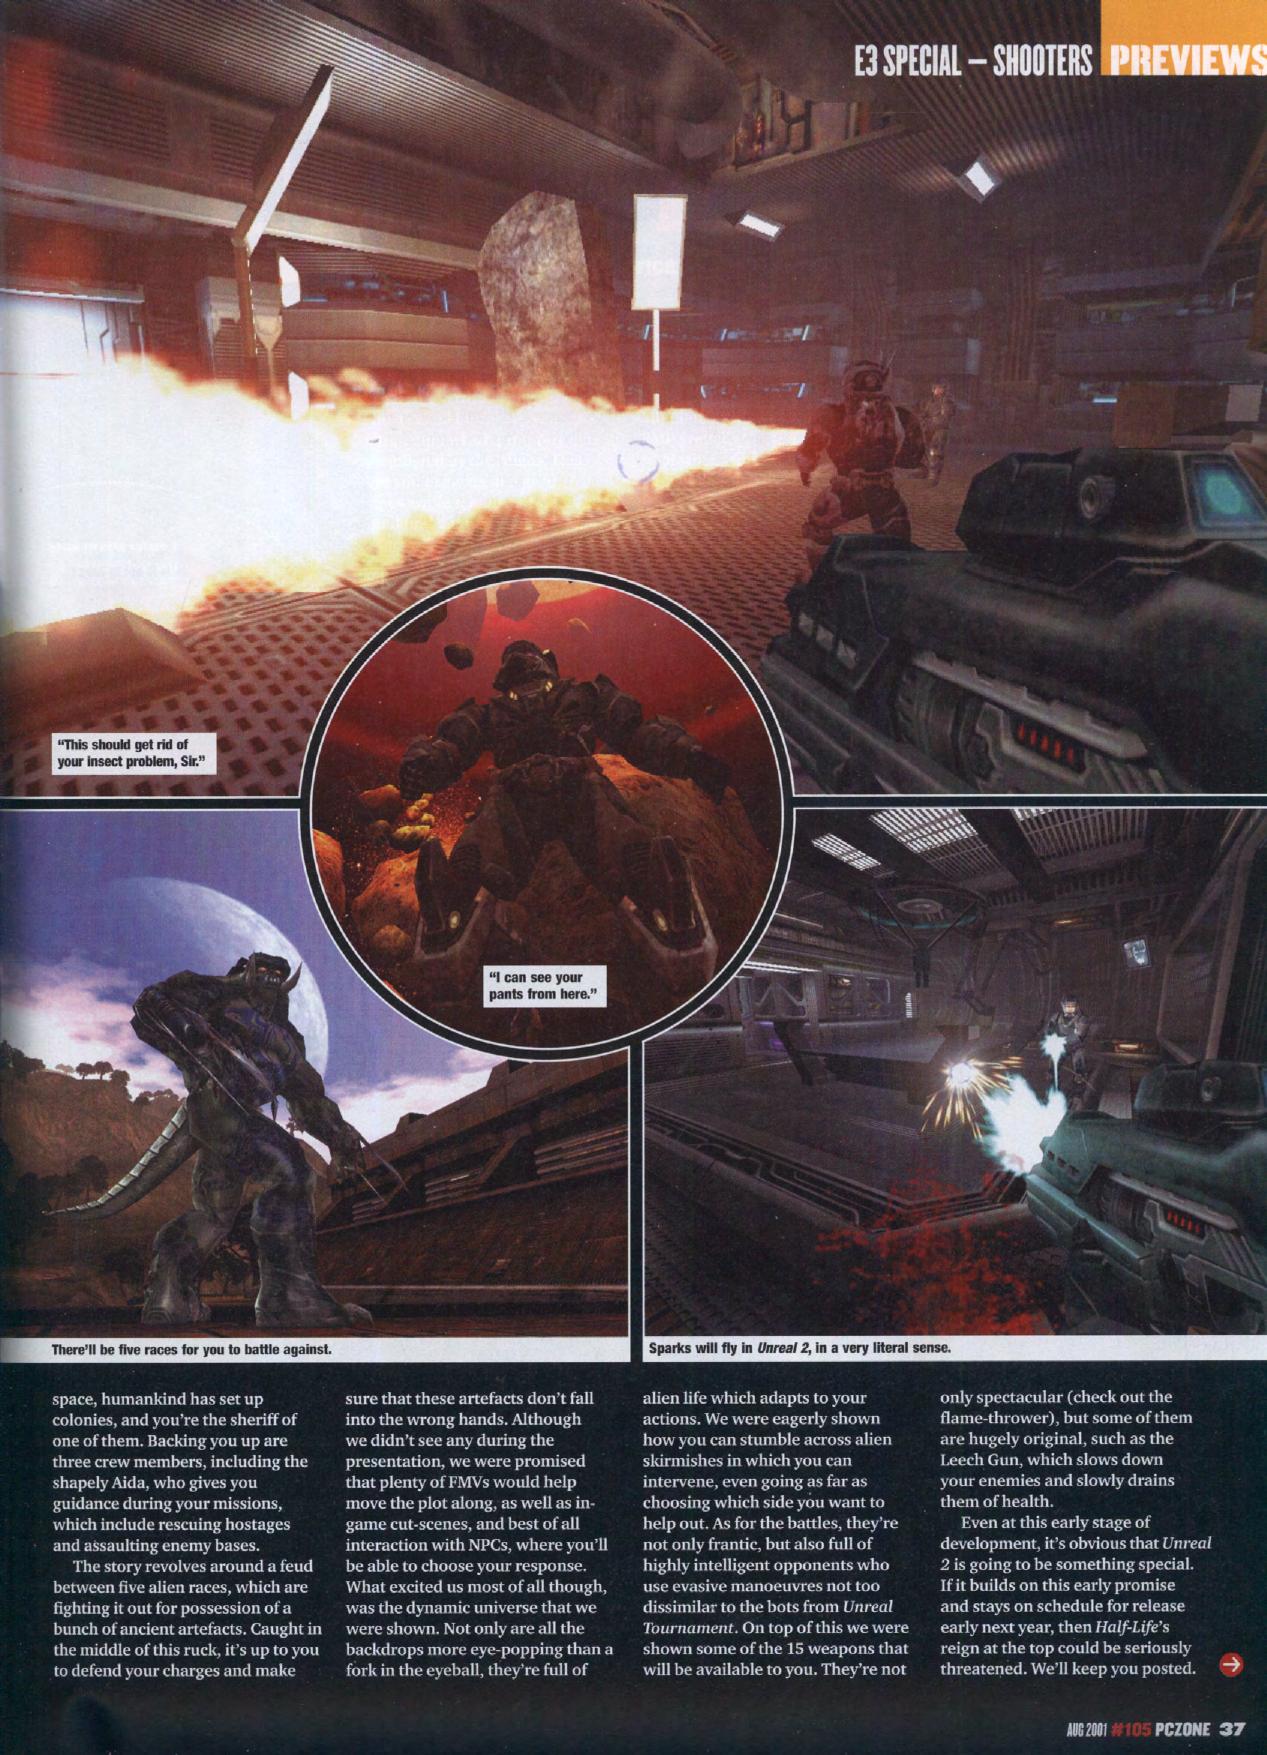 E3 SPECIAL – SHOOTERS PREVIEWS
“This should get rid of
your insect problem, Sir.”
“I can see your
pants from here.”
There'll be five races for you to battle against.
Sparks will fly in Unreal 2, in a very literal sense.
space, humankind has set up
colonies, and you're the sheriff of
one of them. Backing you up are
three crew members, including the
shapely Aida, who gives you
guidance during your missions,
which include rescuing hostages
and assaulting enemy bases.
The story revolves around a feud
between five alien races, which are
fighting it out for possession of a
bunch of ancient artefacts. Caught in
the middle of this ruck, it's up to you
to defend your charges and make
sure that these artefacts don't fall
into the wrong hands. Although
we didn't see any during the
presentation, we were promised
that plenty of FMVs would help
move the plot along, as well as in-
game cut-scenes, and best of all
interaction with NPCs, where you'll
be able to choose your response.
What excited us most of all though,
was the dynamic universe that we
were shown. Not only are all the
backdrops more eye-popping than a
fork in the eyeball, they're full of
alien life which adapts to your
actions. We were eagerly shown
how you can stumble across alien
skirmishes in which you can
intervene, even going as far as
choosing which side you want to
help out. As for the battles, they're
not only frantic, but also full of
highly intelligent opponents who
use evasive manoeuvres not too
dissimilar to the bots from Unreal
Tournament. On top of this we were
shown some of the 15 weapons that
will be available to you. They're not
only spectacular (check out the
flame-thrower), but some of them
are hugely original, such as the
Leech Gun, which slows down
your enemies and slowly drains
them of health.
Even at this early stage of
development, it's obvious that Unreal
2 is going to be something special.
If it builds on this early promise
and stays on schedule for release
early next year, then Half-Life's
reign at the top could be seriously
threatened. We'll keep you posted.
AUG 2001 #105 PCZONE 37